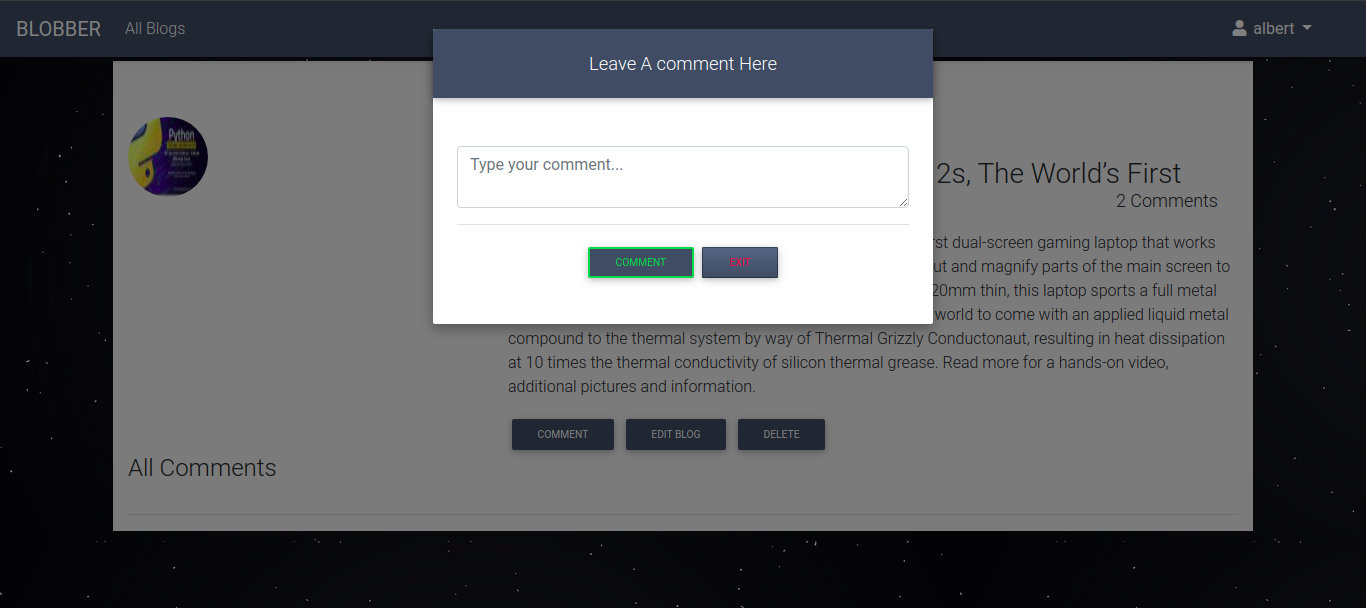 BLOBBER All Blogs albert
Leave A comment Here
Python
Type your comment...
2s, The World’s First
2 Comments
COMMENT EXIT
rst dual-screen gaming laptop that works
ut and magnify parts of the main screen to
20mm thin, this laptop sports a full metal
world to come with an applied liquid metal
compound to the thermal system by way of Thermal Grizzly Conductonaut, resulting in heat dissipation
at 10 times the thermal conductivity of silicon thermal grease. Read more for a hands-on video,
additional pictures and information.
COMMENT EDIT BLOG DELETE
All Comments